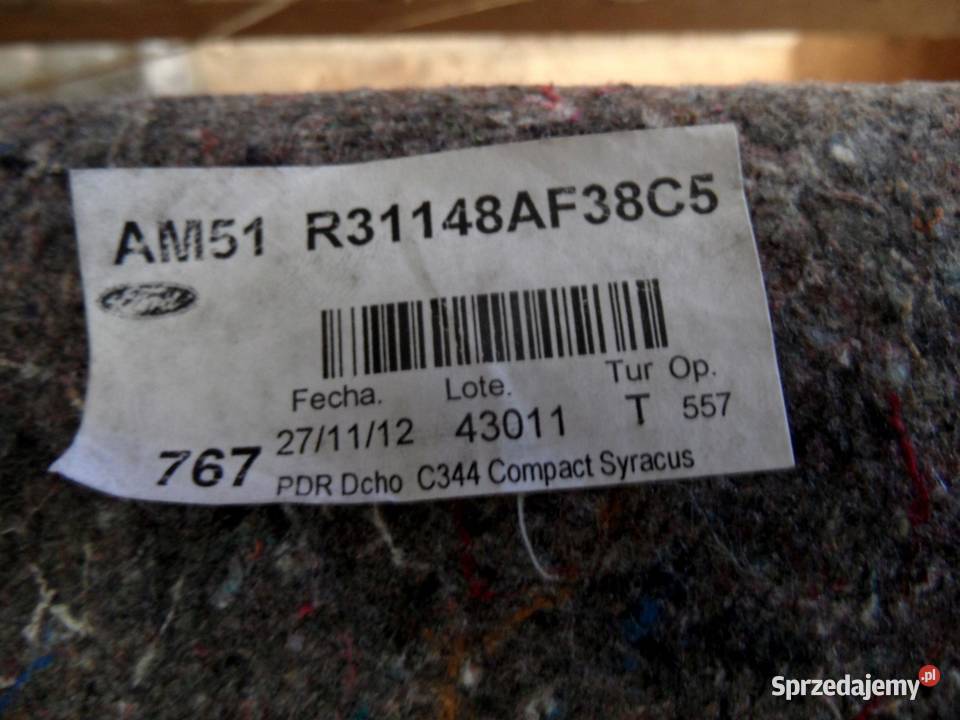 AM51 R31148AF38C5
Ford
Fecha. Lote. Tur Op.
767 27/11/12 43011 T 557
PDR Dcho C344 Compact Syracus
Sprzedajemy.pl